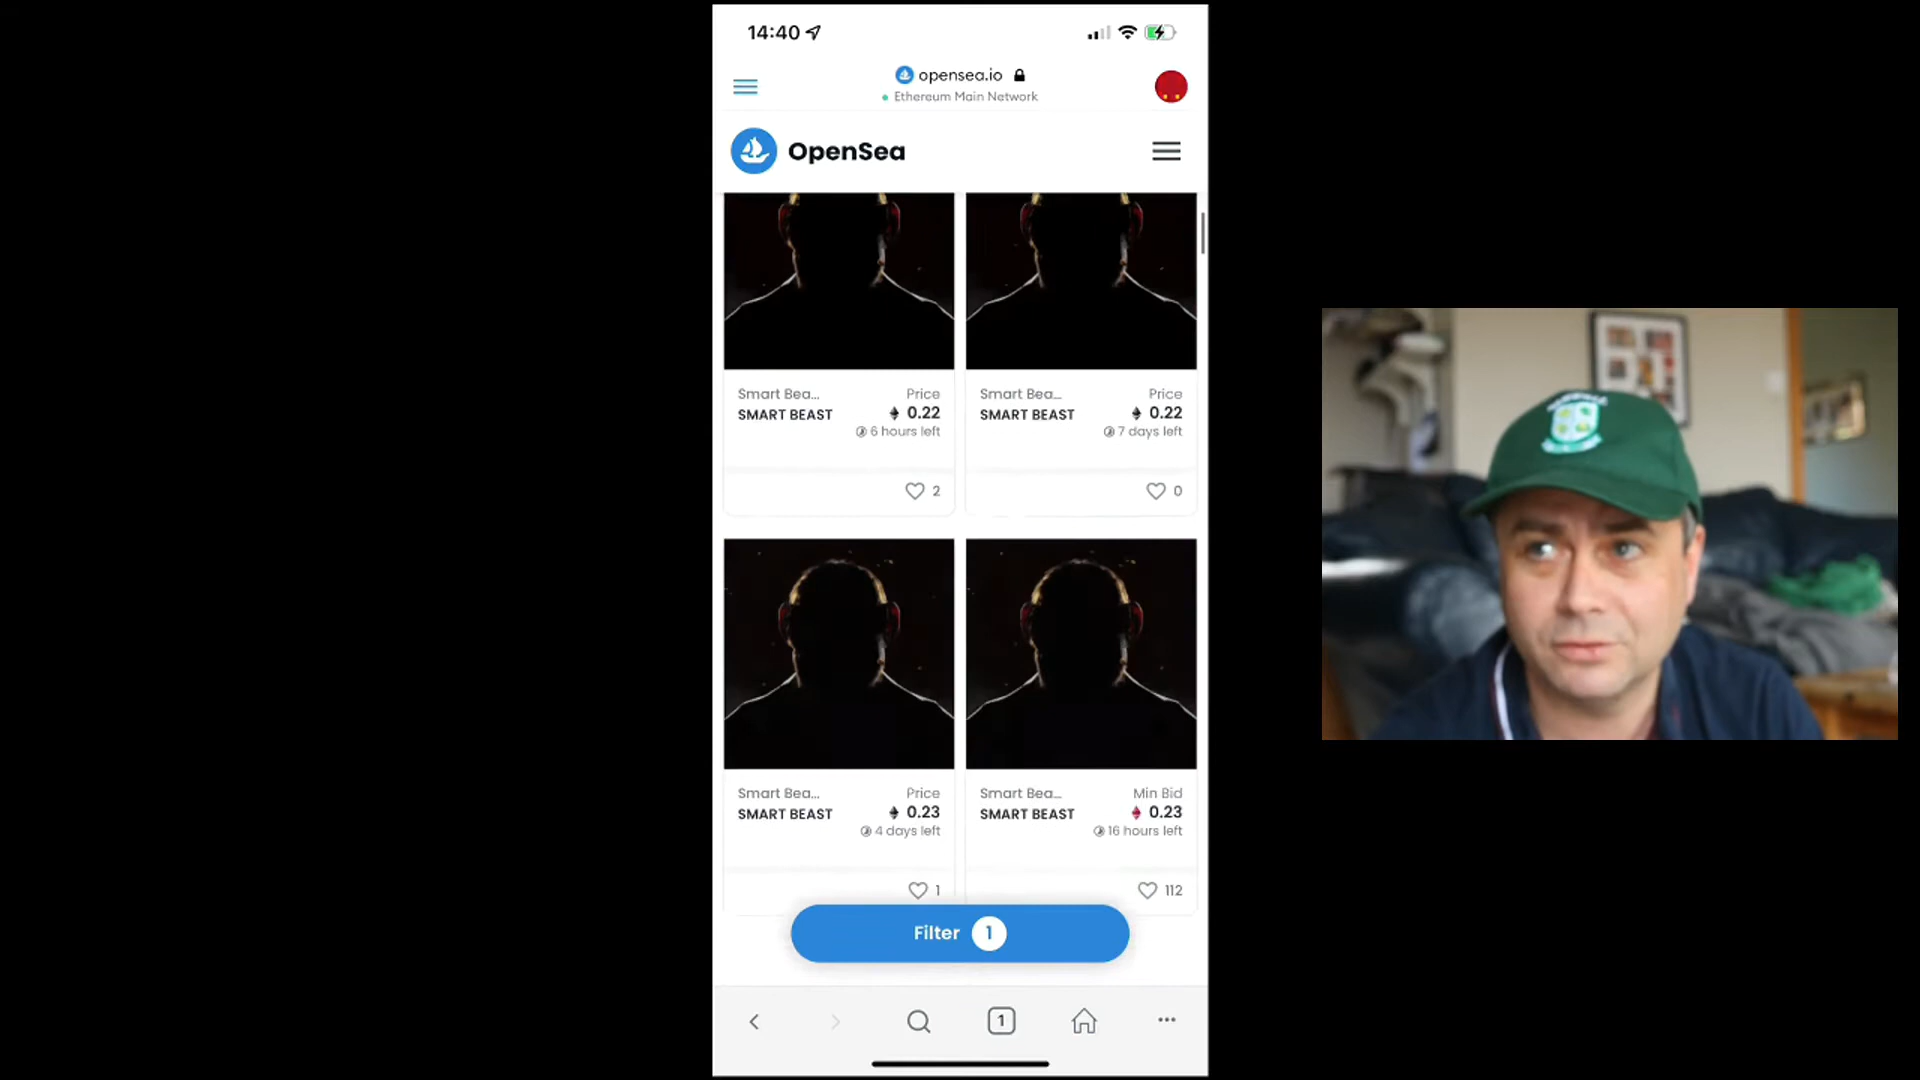 14:40
opensea.io
Ethereum Main Network
OpenSea
Smart Bea... Price
SMART BEAST 0.22
6 hours left
2
Smart Bea... Price
SMART BEAST 0.22
7 days left
0
Smart Bea... Price
SMART BEAST 0.23
4 days left
1
Smart Bea... Min Bid
SMART BEAST 0.23
16 hours left
112
Filter 1
1